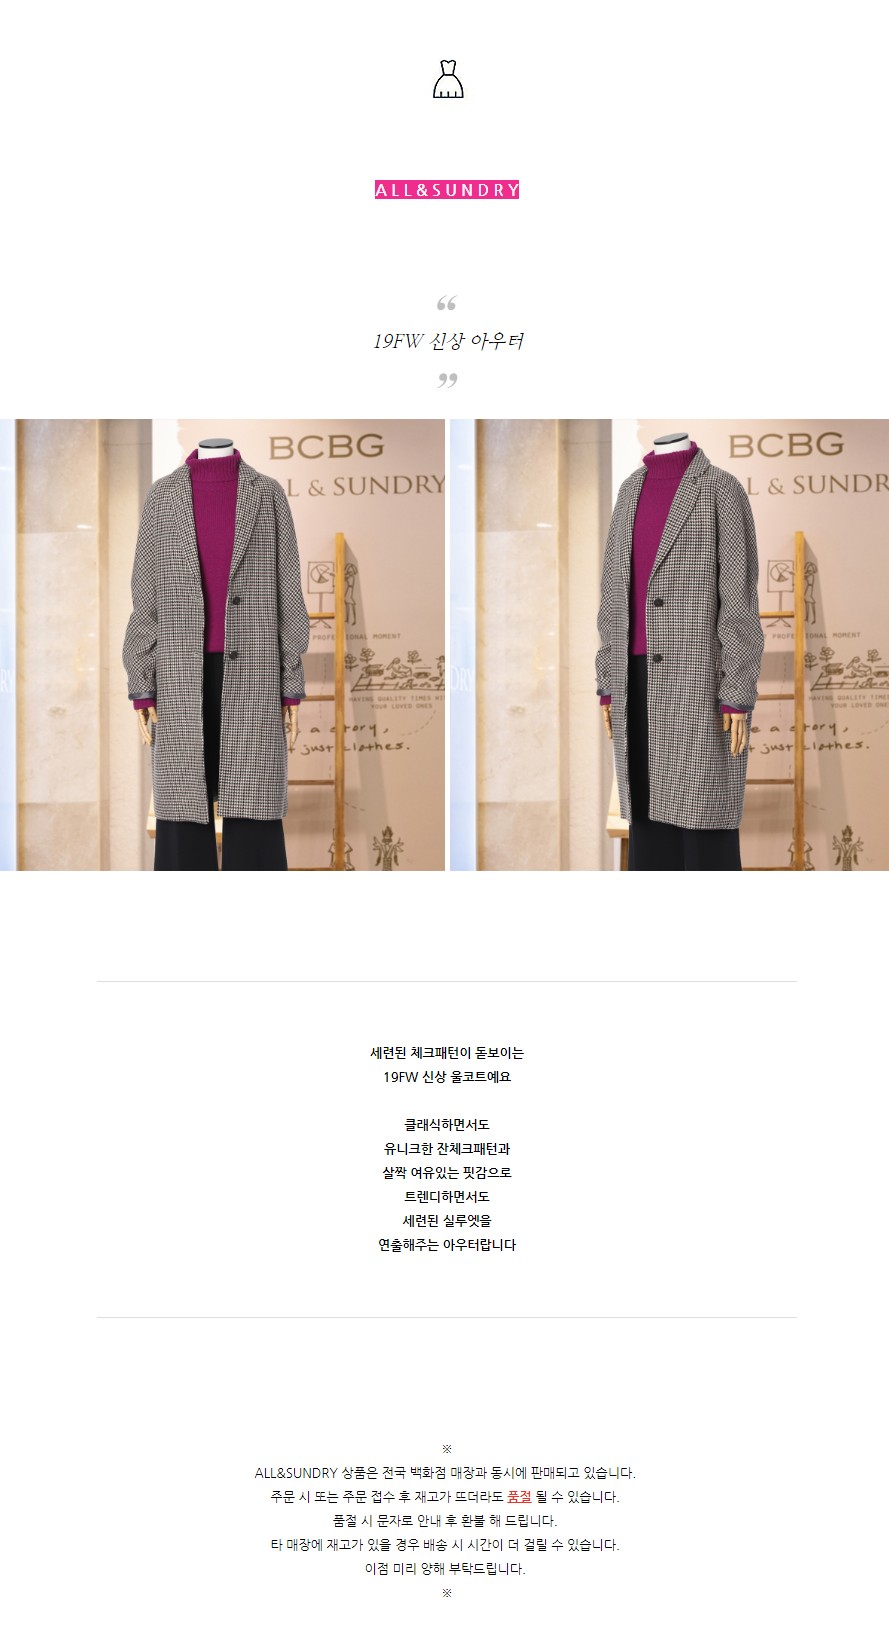 ALL&SUNDRY
“
19FW 신상 아우터
”
BCBG
L & SUNDRY
PROFESSIONAL MOMENT
HAVING QUALITY TIMES WI
YOUR LOVED ONES
Be a story,
just clothes.
DRY
BCBG
L & SUNDR
PROFESSIONAL MOMENT
HAVING QUALITY TIMES
YOUR LOVED ONES
Be a story,
just clothes.
세련된 체크패턴이 돋보이는
19FW 신상 울코트예요
클래식하면서도
유니크한 잔체크패턴과
살짝 여유있는 핏감으로
트렌디하면서도
세련된 실루엣을
연출해주는 아우터랍니다
※
ALL&SUNDRY 상품은 전국 백화점 매장과 동시에 판매되고 있습니다.
주문 시 또는 주문 접수 후 재고가 뜨더라도 품절 될 수 있습니다.
품절 시 문자로 안내 후 환불 해 드립니다.
타 매장에 재고가 있을 경우 배송 시 시간이 더 걸릴 수 있습니다.
이점 미리 양해 부탁드립니다.
※